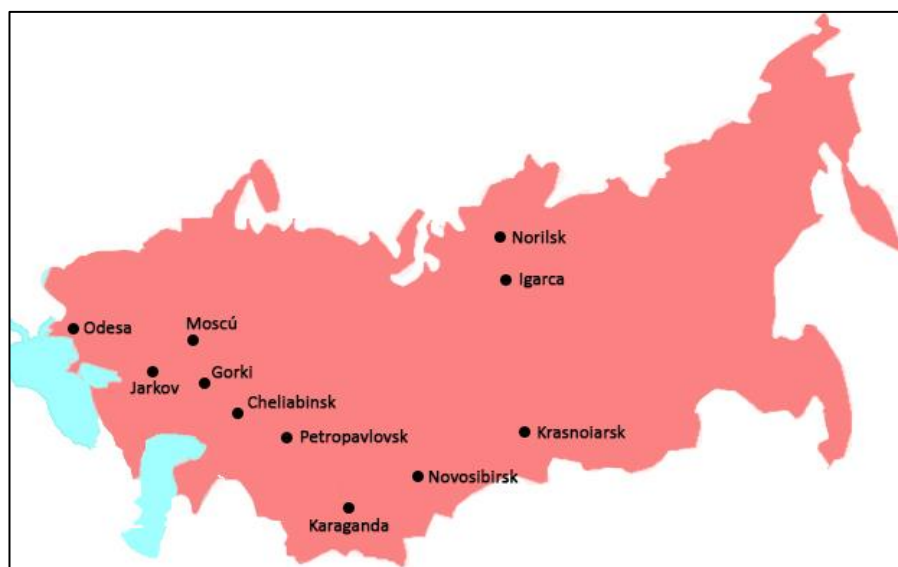 Norilsk
Igarca
Odesa
Moscú
Jarkov
Gorki
Cheliabinsk
Petropavlovsk
Krasnoiarsk
Novosibirsk
Karaganda